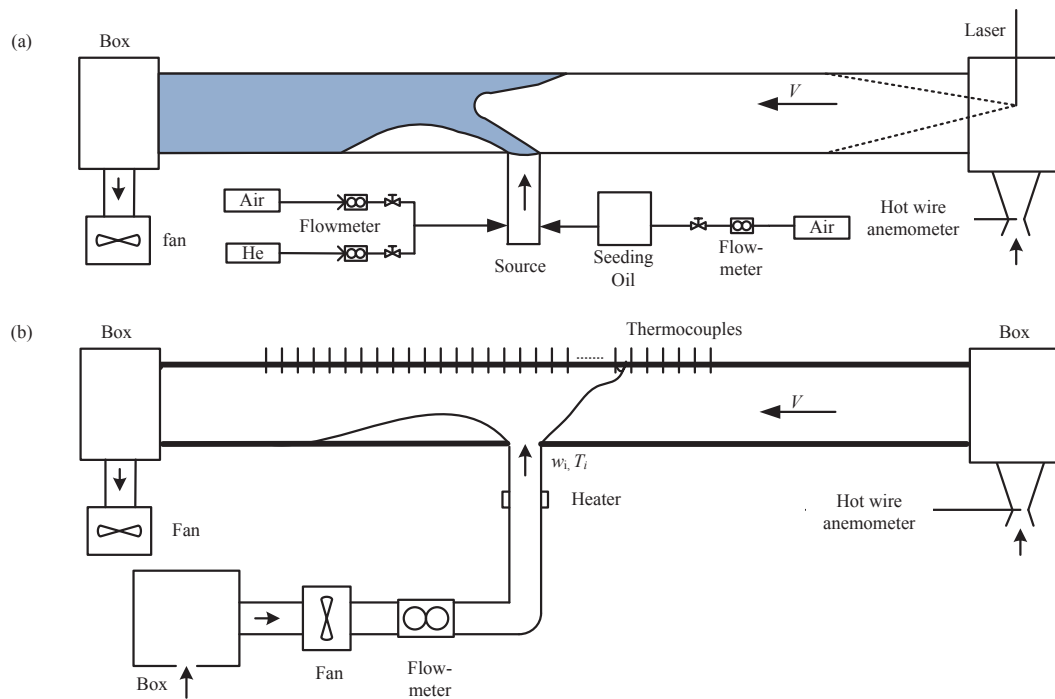 (a)
Box
Laser
V
Air
Flowmeter
He
fan
Source
Seeding
Oil
Flow-
meter
Air
Hot wire
anemometer
(b)
Box
Thermocouples
.......
Box
V
wi, Ti
Heater
Fan
Hot wire
anemometer
Box
Fan
Flow-
meter